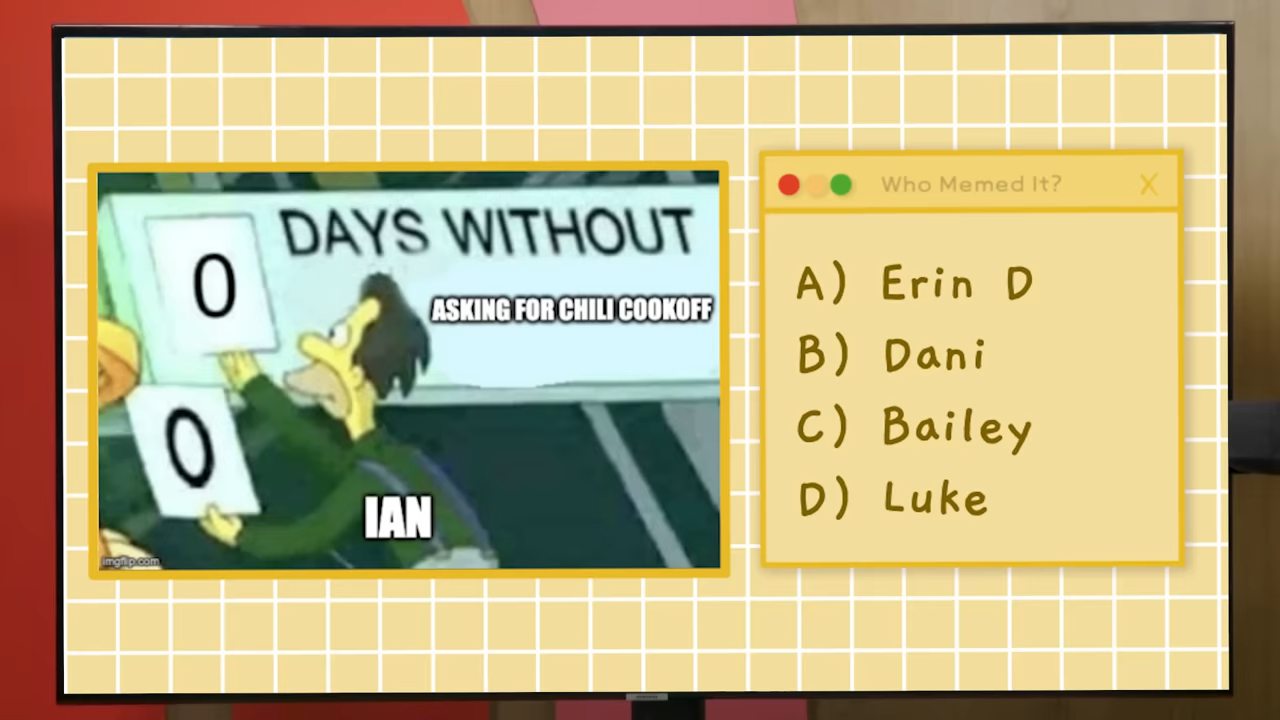 0 DAYS WITHOUT
ASKING FOR CHILI COOKOFF
0
IAN
imgflip.com
Who Memed It? X
A) Erin D
B) Dani
C) Bailey
D) Luke